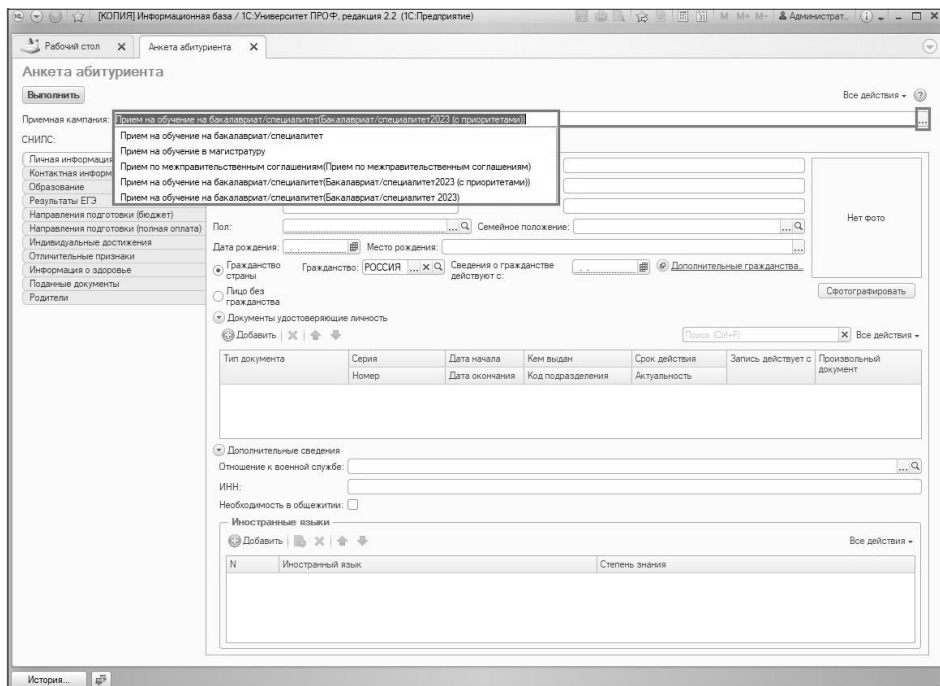 [КОПИЯ] Информационная база / 1С:Университет ПРОФ, редакция 2.2 (1С:Предприятие)
M M+ M- Администрат...
Рабочий стол
Анкета абитуриента
Анкета абитуриента
Выполнить
Все действия
Приемная кампания: Прием на обучение на бакалавриат/специалитет(Бакалавриат/специалитет2023 (с приоритетами))
СНИЛС:
Прием на обучение на бакалавриат/специалитет
Прием на обучение в магистратуру
Прием по межправительственным соглашениям(Прием по межправительственным соглашениям)
Прием на обучение на бакалавриат/специалитет(Бакалавриат/специалитет2023 (с приоритетами))
Прием на обучение на бакалавриат/специалитет(Бакалавриат/специалитет 2023)
Личная информация
Контактная информ
Образование
Результаты ЕГЭ
Направления подготовки (бюджет)
Направления подготовки (полная оплата)
Индивидуальные достижения
Отличительные признаки
Информация о здоровье
Поданные документы
Родители
Нет фото
Сфотографировать
Пол:
Семейное положение:
Дата рождения:
Место рождения:
Гражданство страны
Гражданство: РОССИЯ
Сведения о гражданстве действуют с:
Дополнительные гражданства...
Лицо без гражданства
Документы удостоверяющие личность
Добавить
Поиск (Ctrl+F)
Все действия
Тип документа Серия Дата начала Кем выдан Срок действия Запись действует с Произвольный документ
Номер Дата окончания Код подразделения Актуальность
Дополнительные сведения
Отношение к военной службе:
ИНН:
Необходимость в общежитии:
Иностранные языки
Добавить
Все действия
N Иностранный язык Степень знания
История...